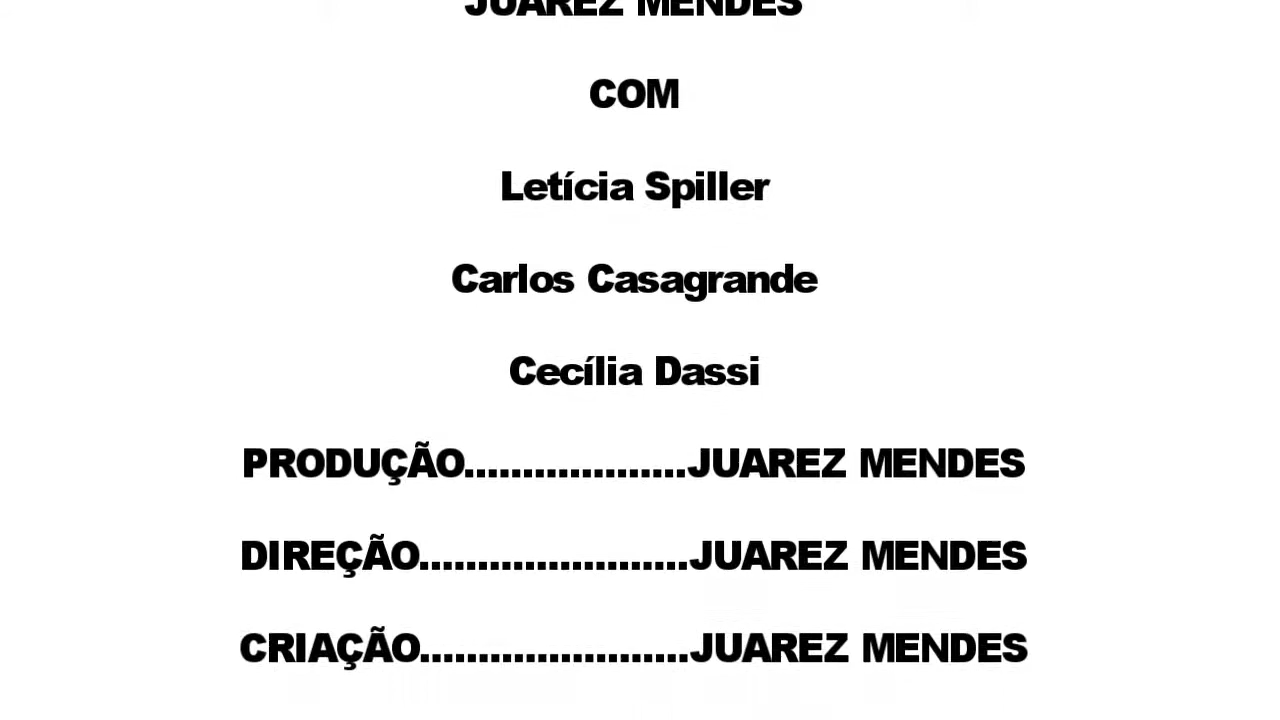 JUAREZ MENDES
COM
Letícia Spiller
Carlos Casagrande
Cecília Dassi
PRODUÇÃO...................JUAREZ MENDES
DIREÇÃO.......................JUAREZ MENDES
CRIAÇÃO.......................JUAREZ MENDES